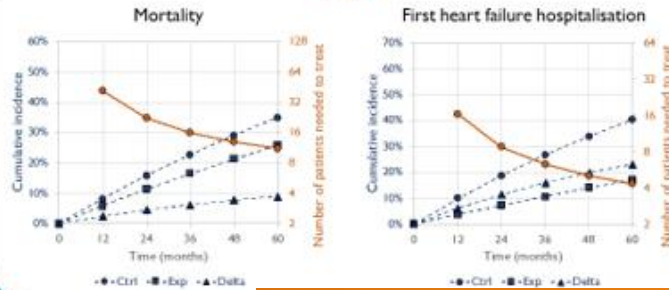 Mortality
60%
50%
40%
30%
20%
10%
0%
Cumulative incidence
128
64
32
16
8
4
2
Number of patients needed to treat
0 12 24 36 48 60
Time (months)
Ctrl Exp Delta
First heart failure hospitalisation
70%
60%
50%
40%
30%
20%
10%
0%
Cumulative incidence
64
32
16
8
4
2
Number of patients needed to treat
0 12 24 36 48 60
Time (months)
Ctrl Exp Delta